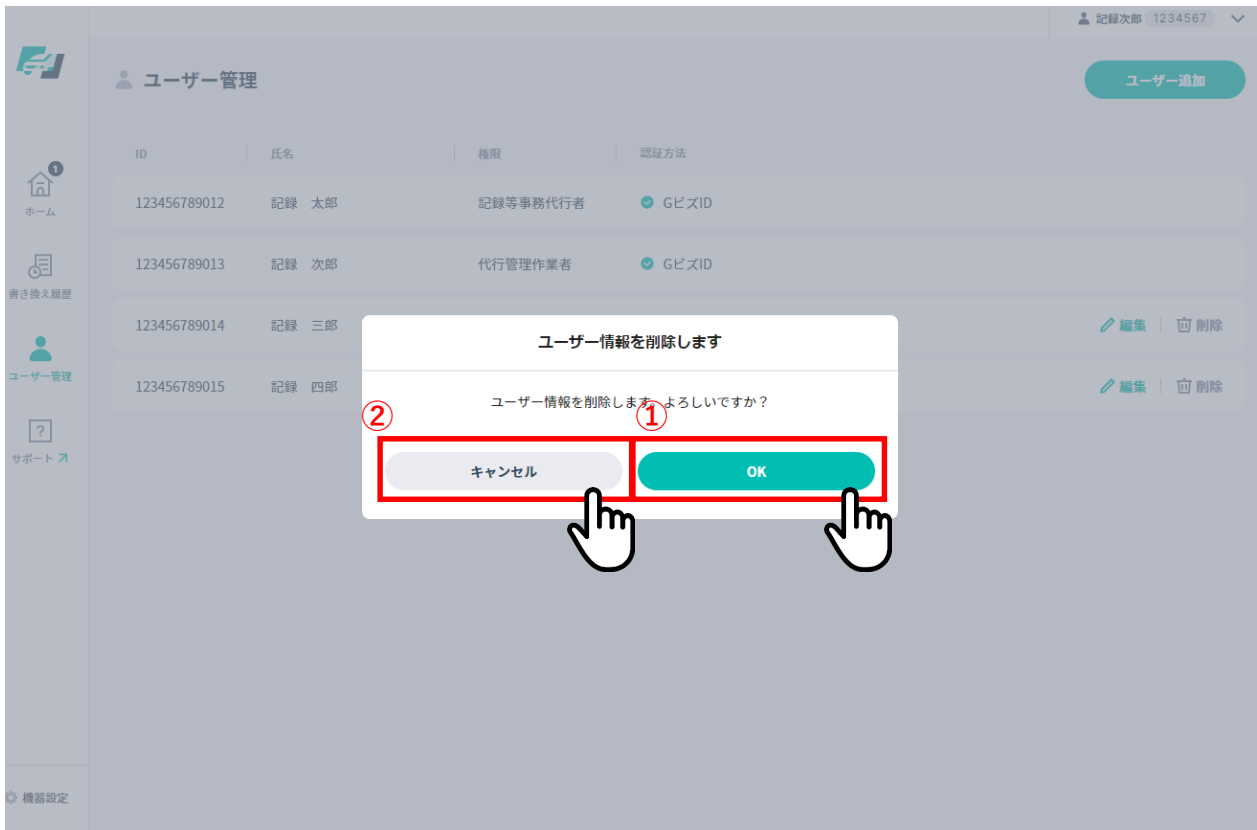 記録次郎 1234567
ユーザー管理
ユーザー追加
ID 氏名 権限 認証方法
123456789012 記録 太郎 記録等事務代行者 GビズID
123456789013 記録 次郎 代行管理作業者 GビズID
123456789014 記録 三郎 編集 削除
123456789015 記録 四郎 編集 削除
1
ホーム
書き換え履歴
ユーザー管理
?
サポート
機器設定
ユーザー情報を削除します
ユーザー情報を削除します。よろしいですか？
② ①
キャンセル OK